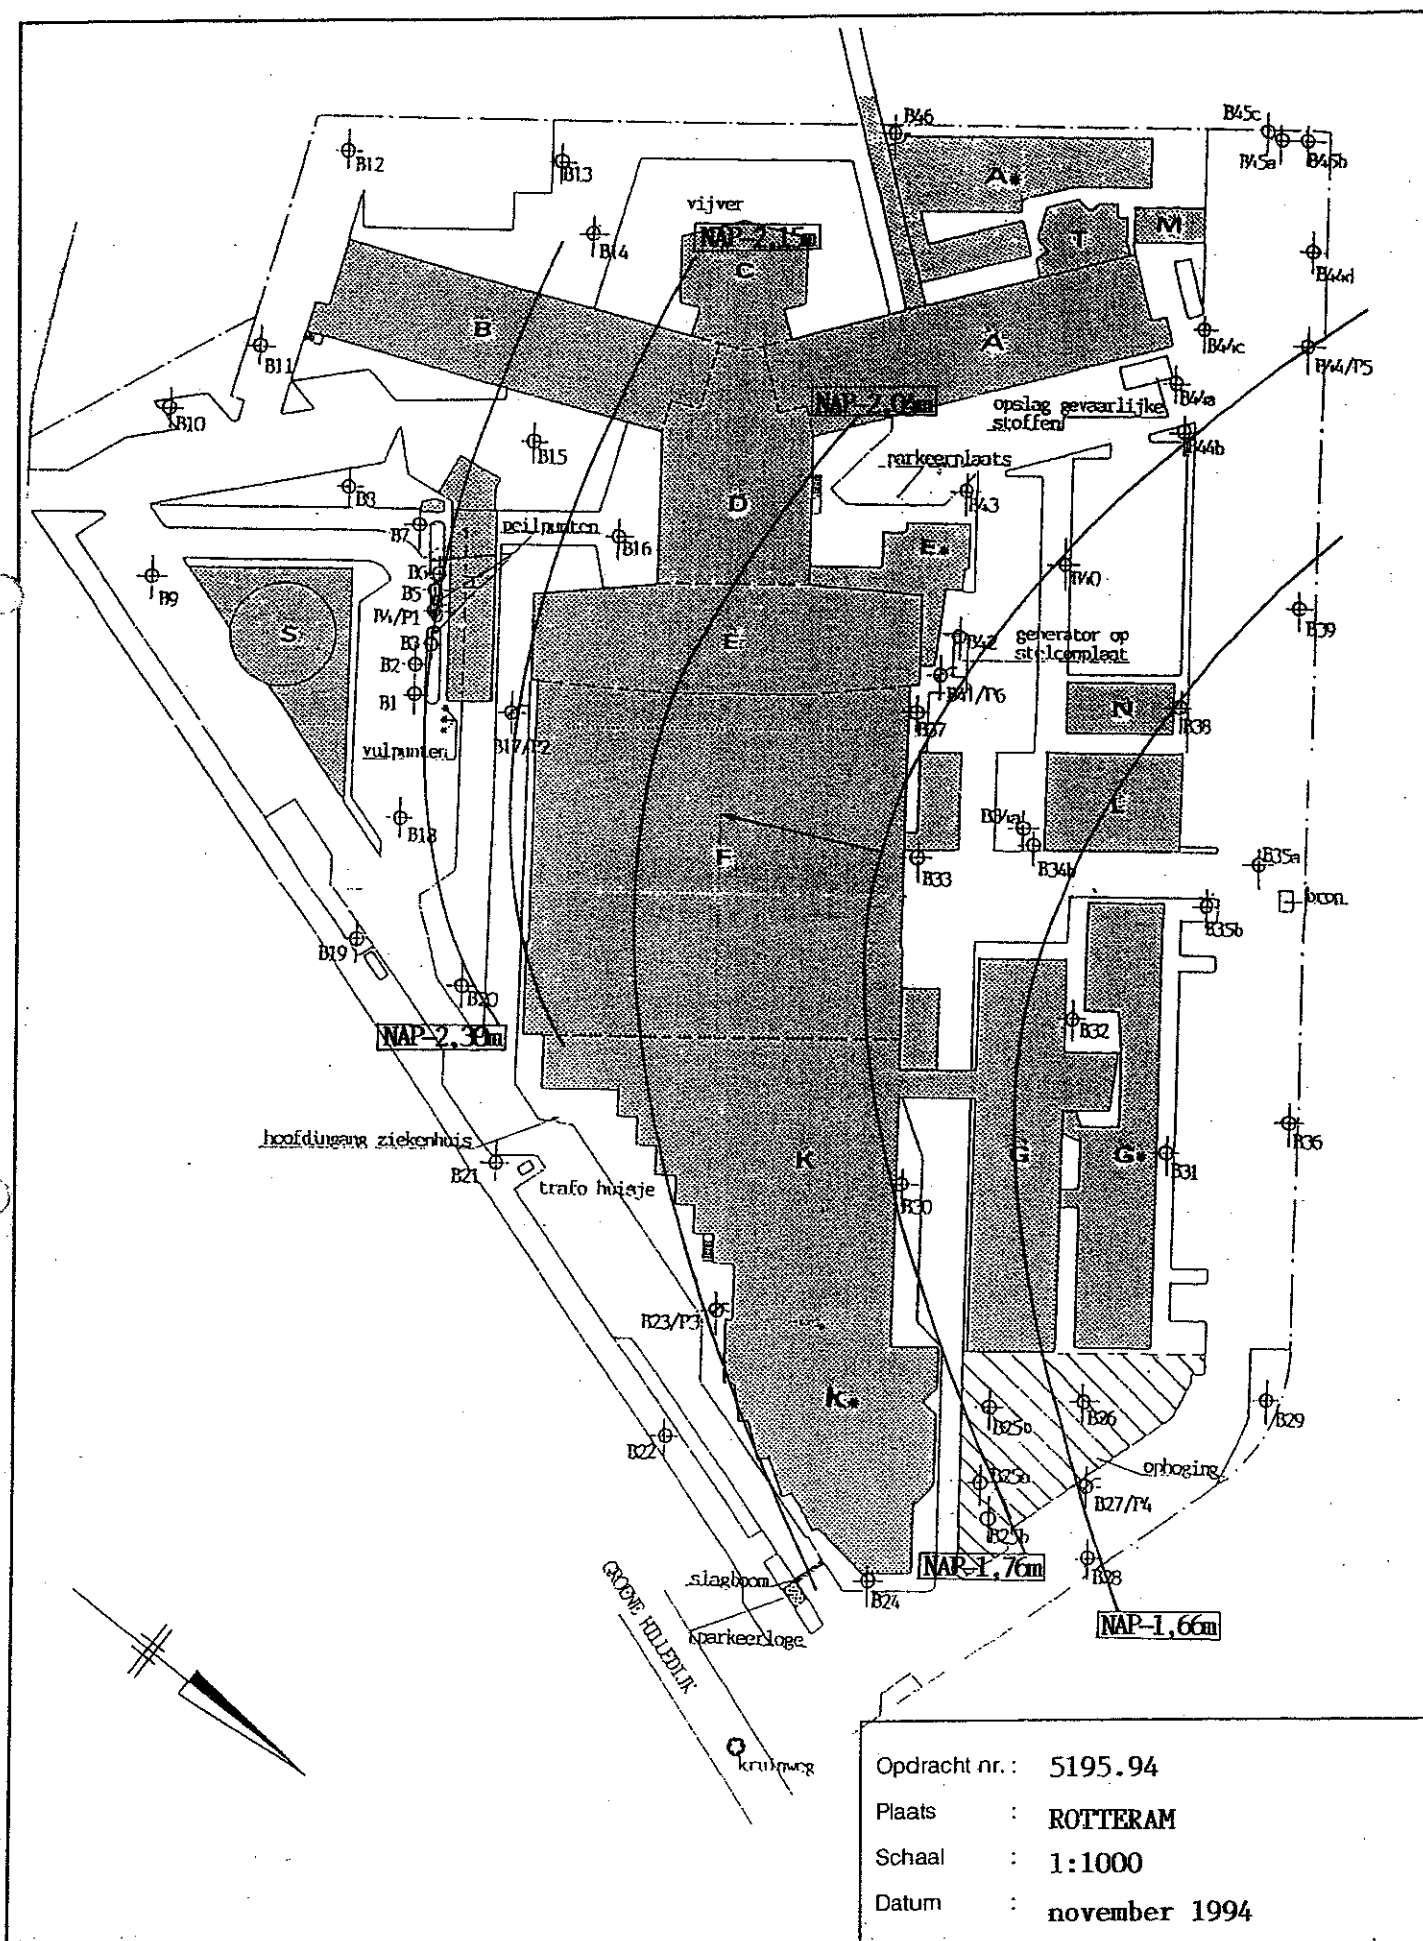 B46
B45c
B45a
B45b
B12
B13
A.
vijver
NAP-2,15m
M
T
B14
C
B44d
B
A
B44c
B11
B44/P5
NAP-2,06m
B44a
opslag gevaarlijke
stoffen
B10
B44b
B15
parkeerplaats
B8
B43
D
peilpunten
B7
B16
E.
B6
B40
B9
B5
B4/P1
B39
S
E
B42
generator op
stelconplaat
B3
B2
B41/P6
B1
N
B38
B37
B17/P2
vulpunten
L
B34a
B18
F
B33
B34b
B35a
bron.
B35b
B19
B20
B32
NAP-2,39m
hoofdingang ziekenhuis
B36
K
G
G.
B31
B21
trafo huisje
B30
B23/P3
K.
B25b
B26
B29
B22
ophoging
B25a
B27/P4
B25b
NAP-1,76m
slagboom
B24
B28
GROENE HILLEDIJK
parkeerloge
NAP-1,66m
kruinweg
Opdracht nr.: 5195.94
Plaats : ROTTERAM
Schaal : 1:1000
Datum : november 1994